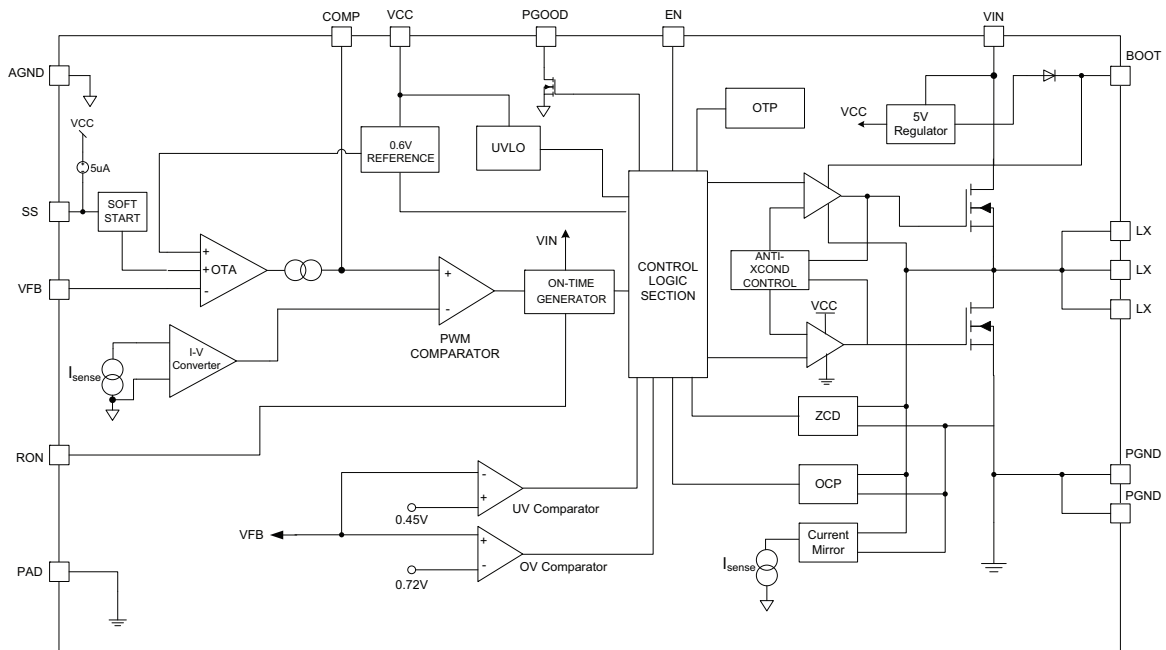 COMP
VCC
PGOOD
EN
VIN
BOOT
AGND
VCC
5uA
0.6V
REFERENCE
UVLO
OTP
VCC
5V
Regulator
SS
SOFT
START
+
+
-
OTA
VFB
VIN
+
-
PWM
COMPARATOR
ON-TIME
GENERATOR
CONTROL
LOGIC
SECTION
ANTI-
XCOND
CONTROL
VCC
LX
LX
LX
Isense
I-V
Converter
ZCD
RON
OCP
PGND
PGND
-
+
0.45V
UV Comparator
VFB
+
-
0.72V
OV Comparator
Current
Mirror
Isense
PAD